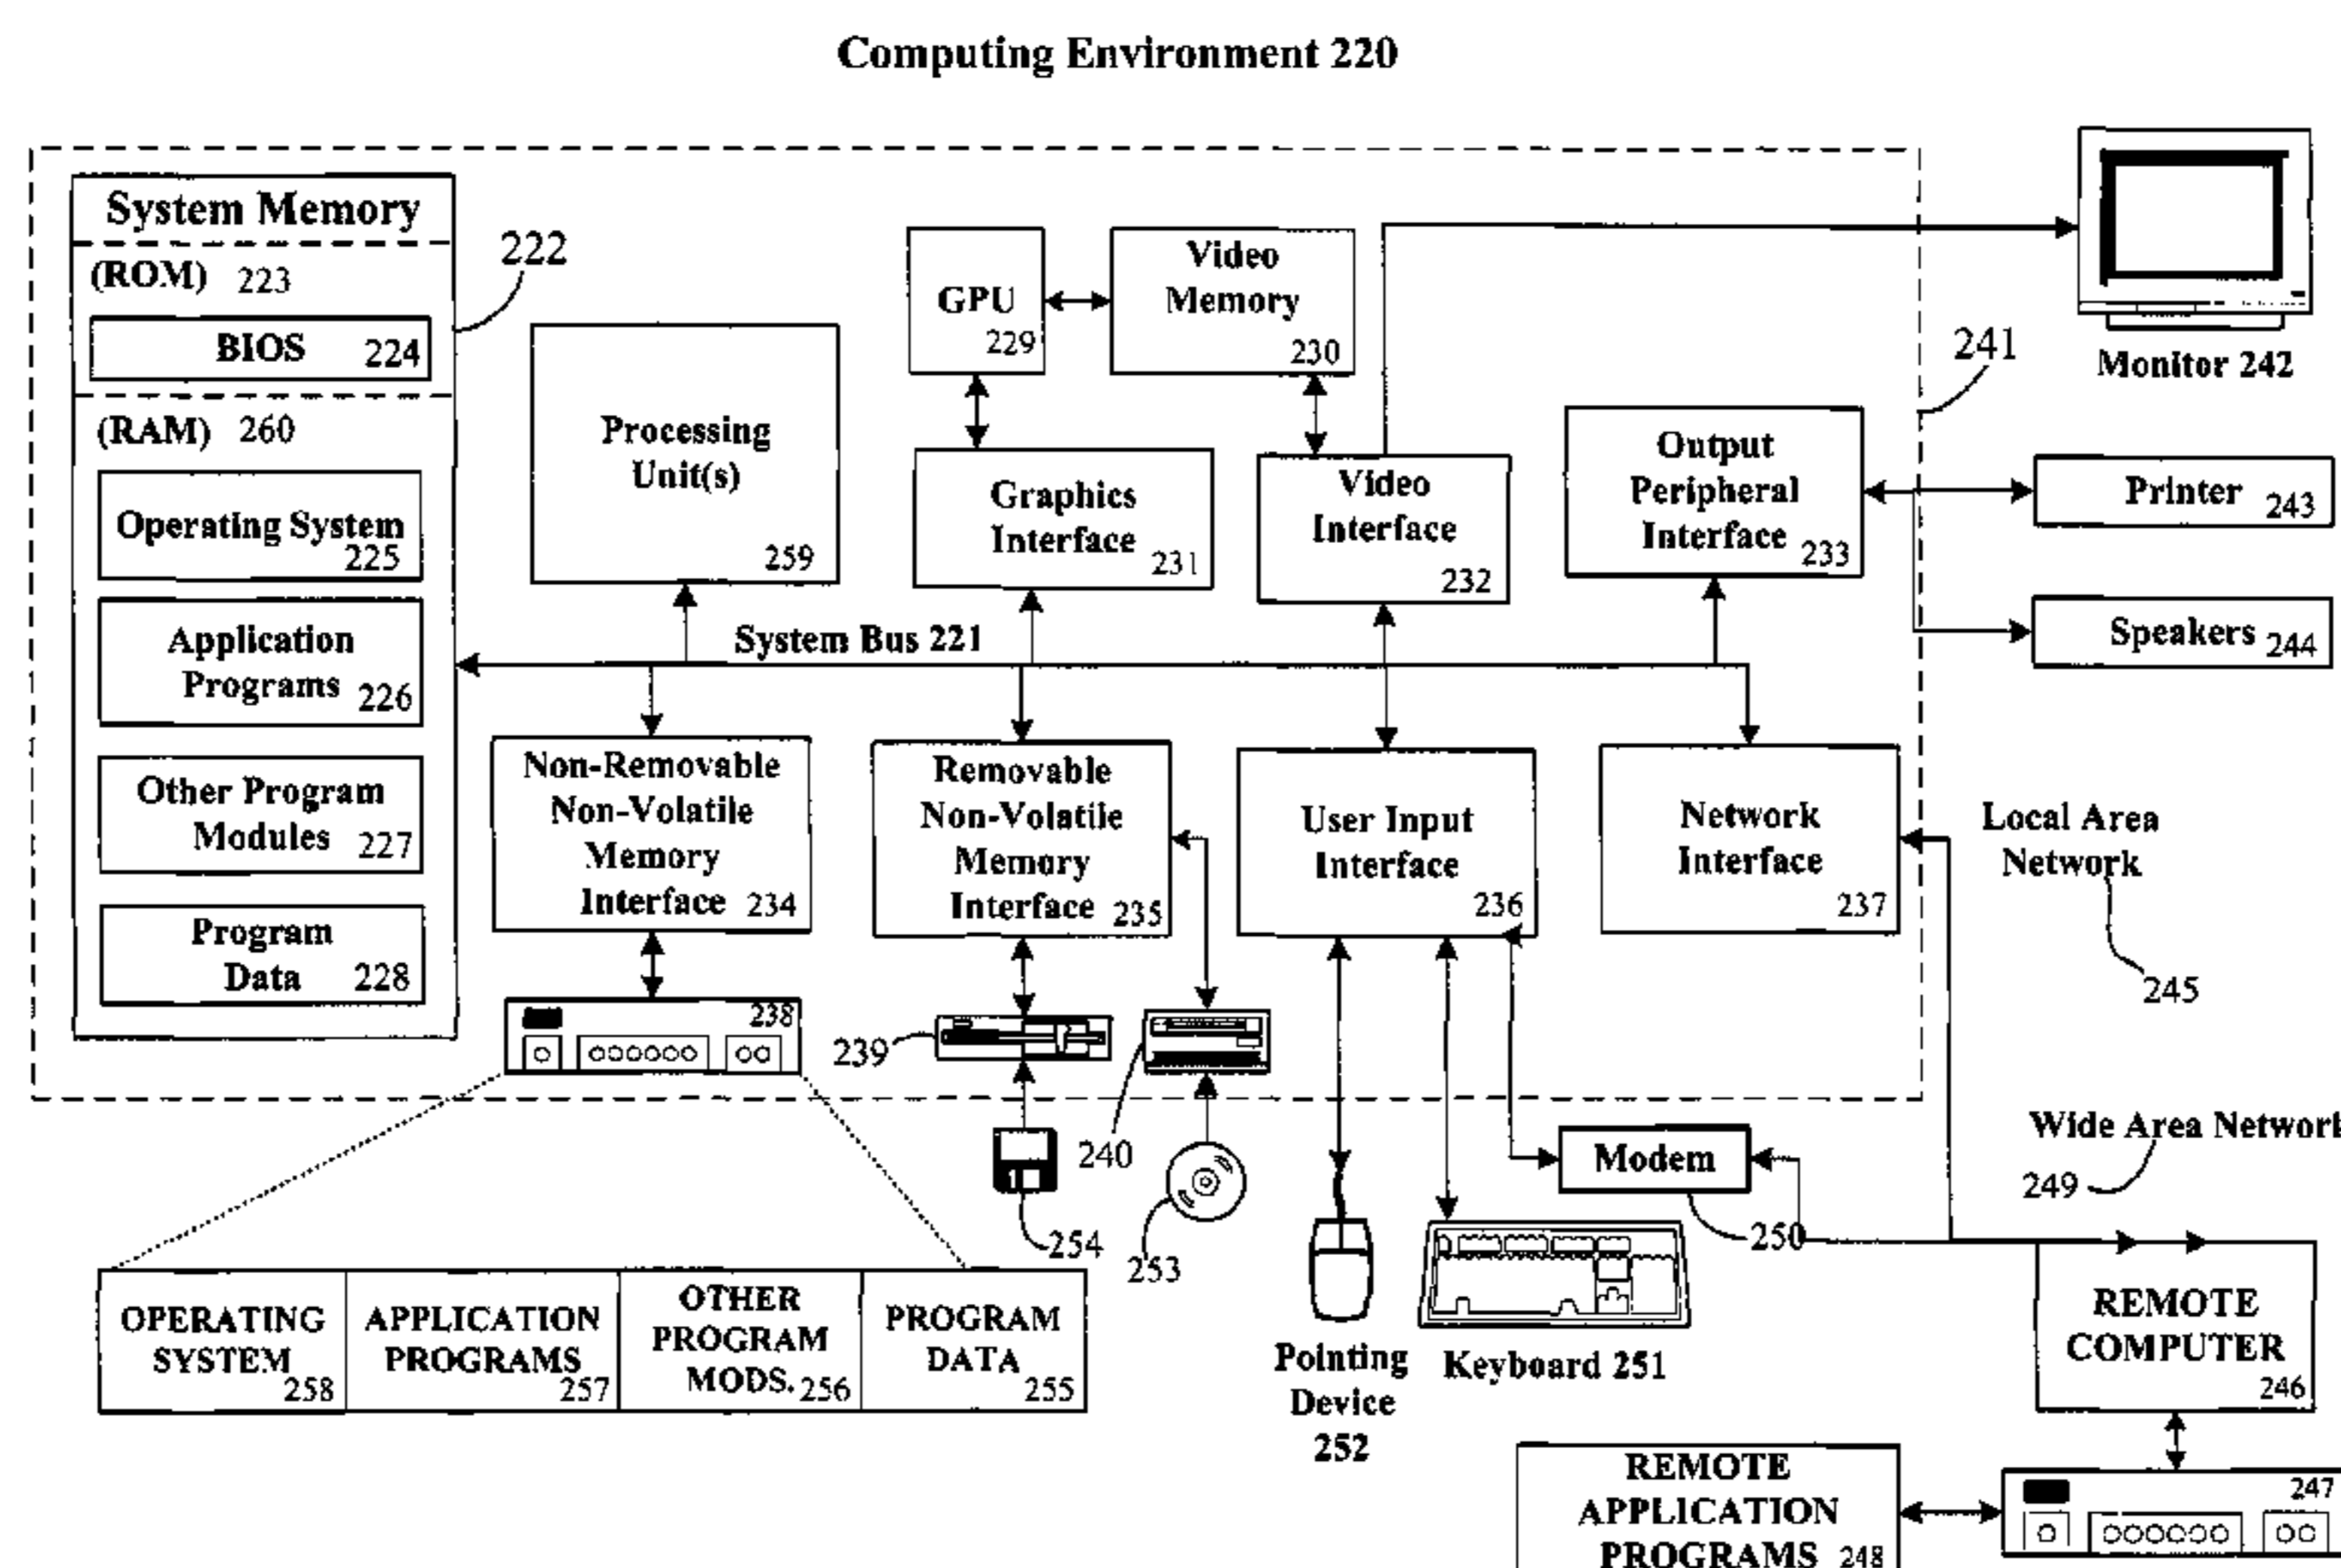 Computing Environment 220
System Memory
(ROM) 223
BIOS 224
(RAM) 260
Operating System
225
Application
Programs 226
Other Program
Modules 227
Program
Data 228
222
Processing
Unit(s)
259
GPU
229
Video
Memory
230
Graphics
Interface
231
Video
Interface
232
Output
Peripheral
Interface 233
241
Monitor 242
Printer 243
Speakers 244
System Bus 221
Non-Removable
Non-Volatile
Memory
Interface 234
Removable
Non-Volatile
Memory
Interface 235
User Input
Interface
236
Network
Interface
237
Local Area
Network
245
238
239
240
254
253
Modem
250
Wide Area Network
249
OPERATING
SYSTEM
258
APPLICATION
PROGRAMS
257
OTHER
PROGRAM
MODS. 256
PROGRAM
DATA
255
Pointing
Device
252
Keyboard 251
REMOTE
COMPUTER
246
247
REMOTE
APPLICATION
PROGRAMS 248